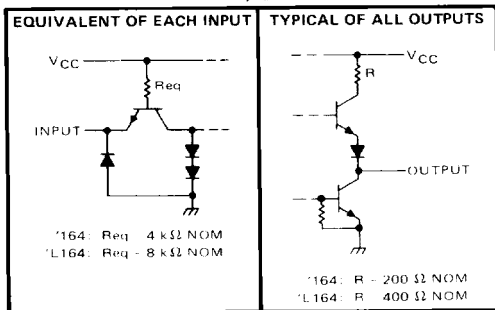 EQUIVALENT OF EACH INPUT
VCC
Req
INPUT
'164: Req - 4 kΩ NOM
'L164: Req - 8 kΩ NOM
TYPICAL OF ALL OUTPUTS
VCC
R
OUTPUT
'164: R - 200 Ω NOM
'L164: R 400 Ω NOM